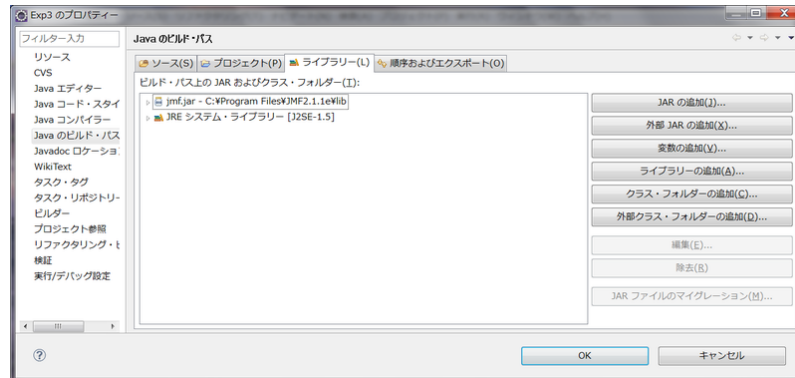 Exp3 のプロパティー
フィルター入力
Java のビルド・パス
リソース
CVS
Java エディター
Java コード・スタイ
Java コンパイラー
Java のビルド・パス
Javadoc ロケーショ
WikiText
タスク・タグ
タスク・リポジトリー
ビルダー
プロジェクト参照
リファクタリング・ヒ
検証
実行/デバッグ設定
ソース(S)
プロジェクト(P)
ライブラリー(L)
順序およびエクスポート(O)
ビルド・パス上の JAR およびクラス・フォルダー(T):
jmf.jar - C:¥Program Files¥JMF2.1.1e¥lib
JRE システム・ライブラリー [J2SE-1.5]
JAR の追加(J)...
外部 JAR の追加(X)...
変数の追加(V)...
ライブラリーの追加(A)...
クラス・フォルダーの追加(C)...
外部クラス・フォルダーの追加(D)...
編集(E)...
除去(R)
JAR ファイルのマイグレーション(M)...
?
OK
キャンセル